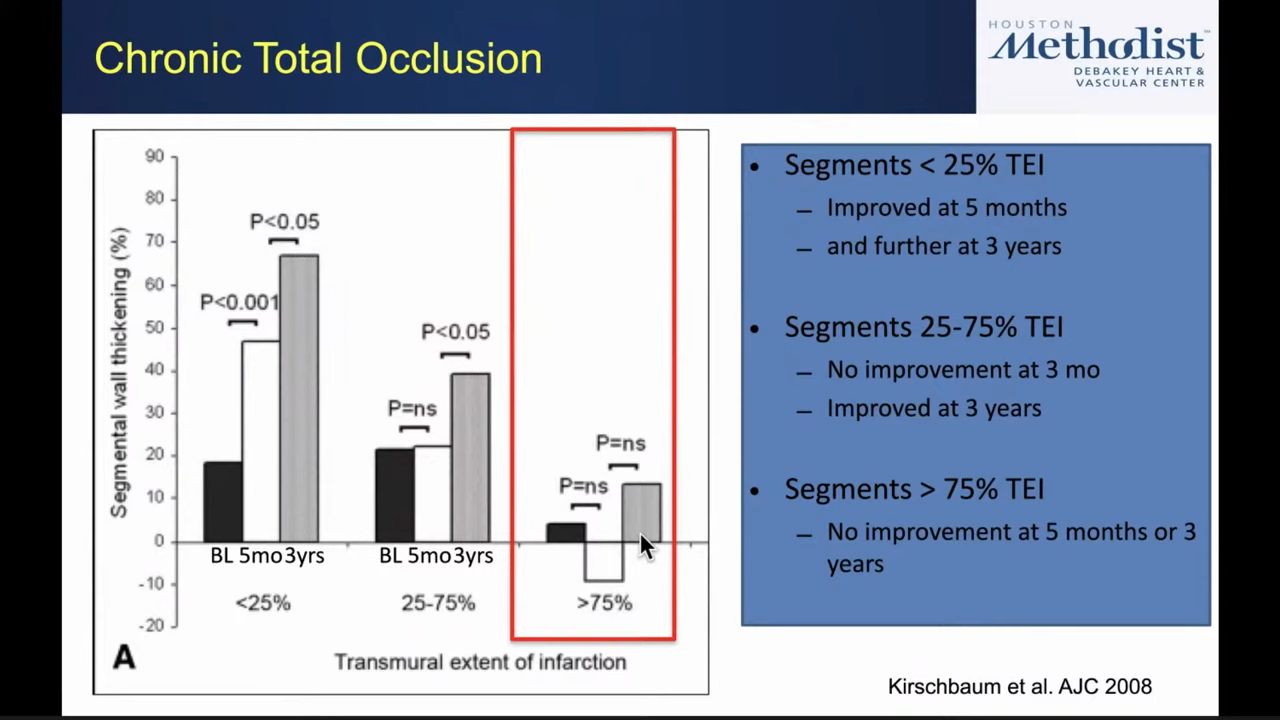 Chronic Total Occlusion
HOUSTON
Methodist
DEBAKEY HEART &
VASCULAR CENTER
90
80
70
60
50
40
30
20
10
0
-10
-20
Segmental wall thickening (%)
P<0.001
P<0.05
P=ns
P<0.05
P=ns
P=ns
BL 5mo 3yrs
BL 5mo 3yrs
<25%
25-75%
>75%
A
Transmural extent of infarction
• Segments < 25% TEI
– Improved at 5 months
– and further at 3 years
• Segments 25-75% TEI
– No improvement at 3 mo
– Improved at 3 years
• Segments > 75% TEI
– No improvement at 5 months or 3
years
Kirschbaum et al. AJC 2008